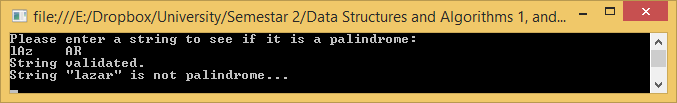 file:///E:/Dropbox/University/Semestar 2/Data Structures and Algorithms 1, and...
Please enter a string to see if it is a palindrome:
lAz    AR
String validated.
String "lazar" is not palindrome...